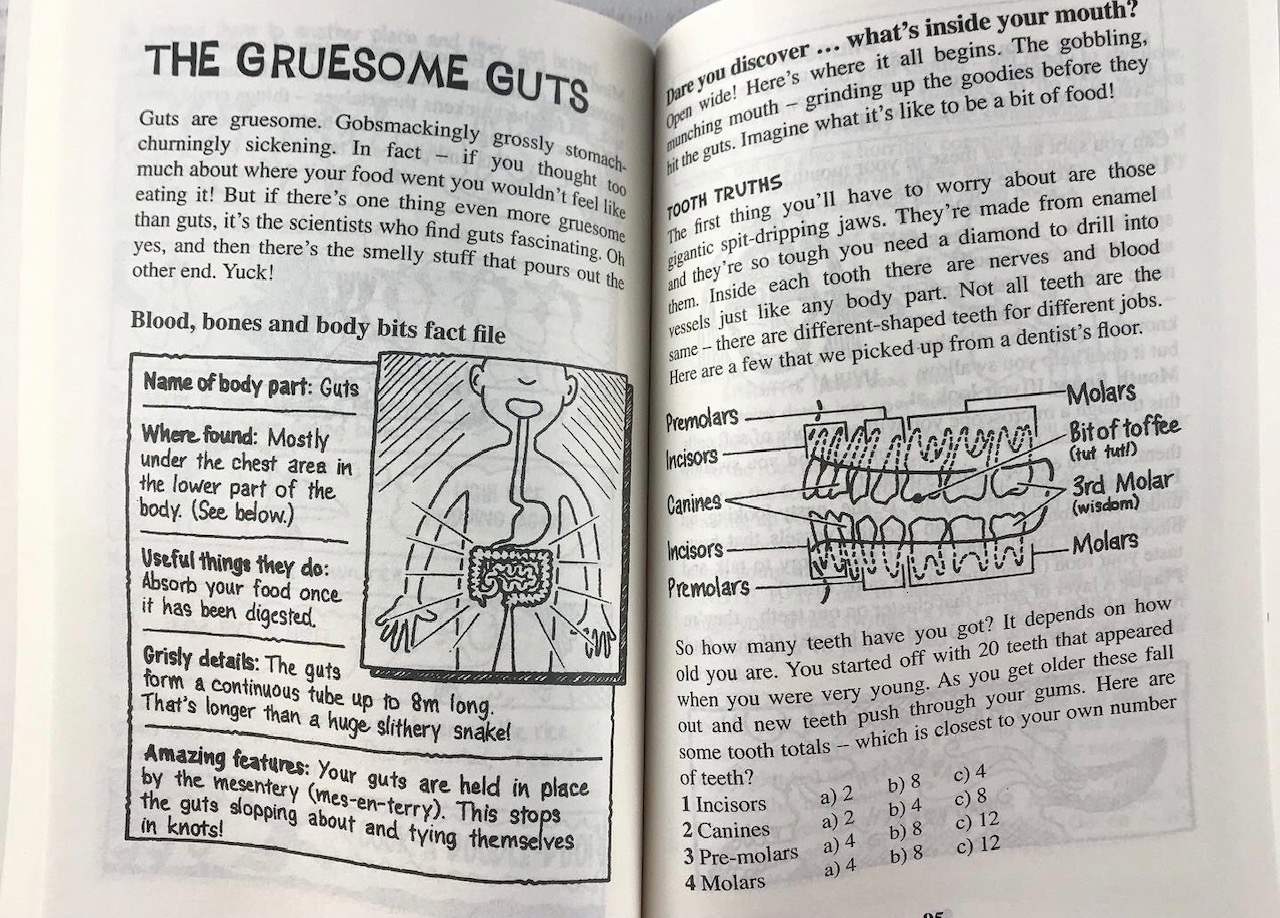 THE GRUESOME GUTS
Guts are gruesome. Gobsmackingly grossly stomach-
churningly sickening. In fact – if you thought too
much about where your food went you wouldn't feel like
eating it! But if there's one thing even more gruesome
than guts, it's the scientists who find guts fascinating. Oh
yes, and then there's the smelly stuff that pours out the
other end. Yuck!
Blood, bones and body bits fact file
Name of body part: Guts
Where found: Mostly
under the chest area in
the lower part of the
body. (See below.)
Useful things they do:
Absorb your food once
it has been digested.
Grisly details: The guts
form a continuous tube up to 8m long.
That's longer than a huge slithery snake!
Amazing features: Your guts are held in place
by the mesentery (mes-en-terry). This stops
the guts slopping about and tying themselves
in knots!
Dare you discover ... what's inside your mouth?
Open wide! Here's where it all begins. The gobbling,
munching mouth – grinding up the goodies before they
hit the guts. Imagine what it's like to be a bit of food!
TOOTH TRUTHS
The first thing you'll have to worry about are those
gigantic spit-dripping jaws. They're made from enamel
and they're so tough you need a diamond to drill into
them. Inside each tooth there are nerves and blood
vessels just like any body part. Not all teeth are the
same – there are different-shaped teeth for different jobs.
Here are a few that we picked up from a dentist's floor.
Premolars
Incisors
Canines
Incisors
Premolars
Molars
Bit of toffee
(tut tut!)
3rd Molar
(wisdom)
Molars
So how many teeth have you got? It depends on how
old you are. You started off with 20 teeth that appeared
when you were very young. As you get older these fall
out and new teeth push through your gums. Here are
some tooth totals – which is closest to your own number
of teeth?
1 Incisors a) 2 b) 8 c) 4
2 Canines a) 2 b) 4 c) 8
3 Pre-molars a) 4 b) 8 c) 12
4 Molars a) 4 b) 8 c) 12